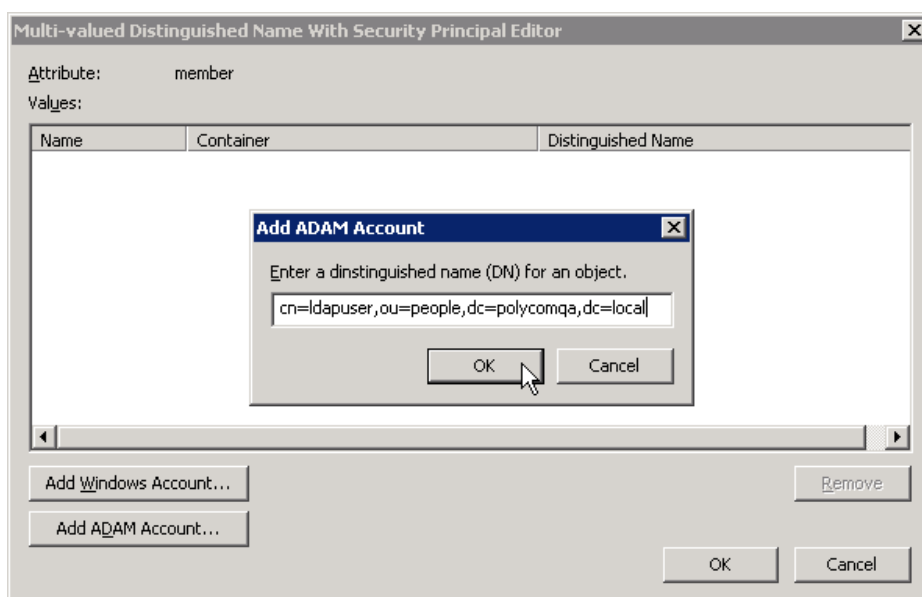 Multi-valued Distinguished Name With Security Principal Editor
Attribute: member
Values:
Name Container Distinguished Name
Add ADAM Account
Enter a dinstinguished name (DN) for an object.
cn=ldapuser,ou=people,dc=polycomqa,dc=local
OK Cancel
Add Windows Account...
Remove
Add ADAM Account...
OK Cancel